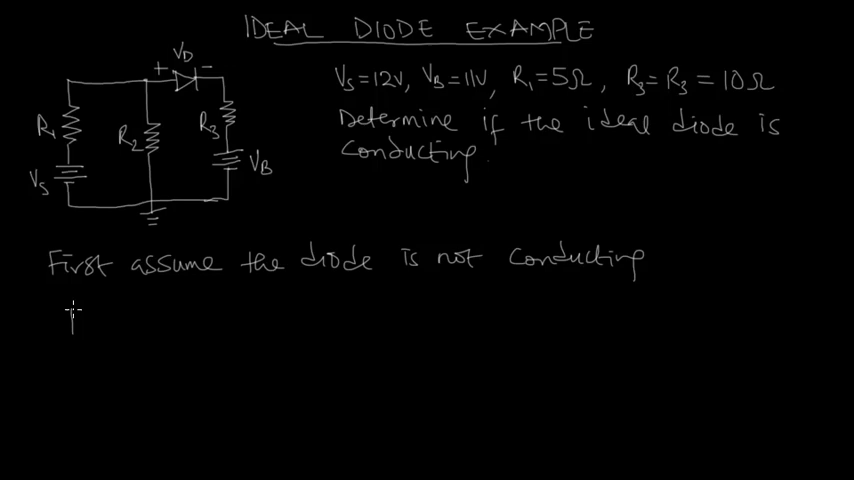 IDEAL DIODE EXAMPLE
+ VD -
VS=12V, VB=11V, R1=5Ω, R3=R3=10Ω
Determine if the ideal diode is
conducting.
R1
R2
R3
VS
VB
First assume the diode is not conducting